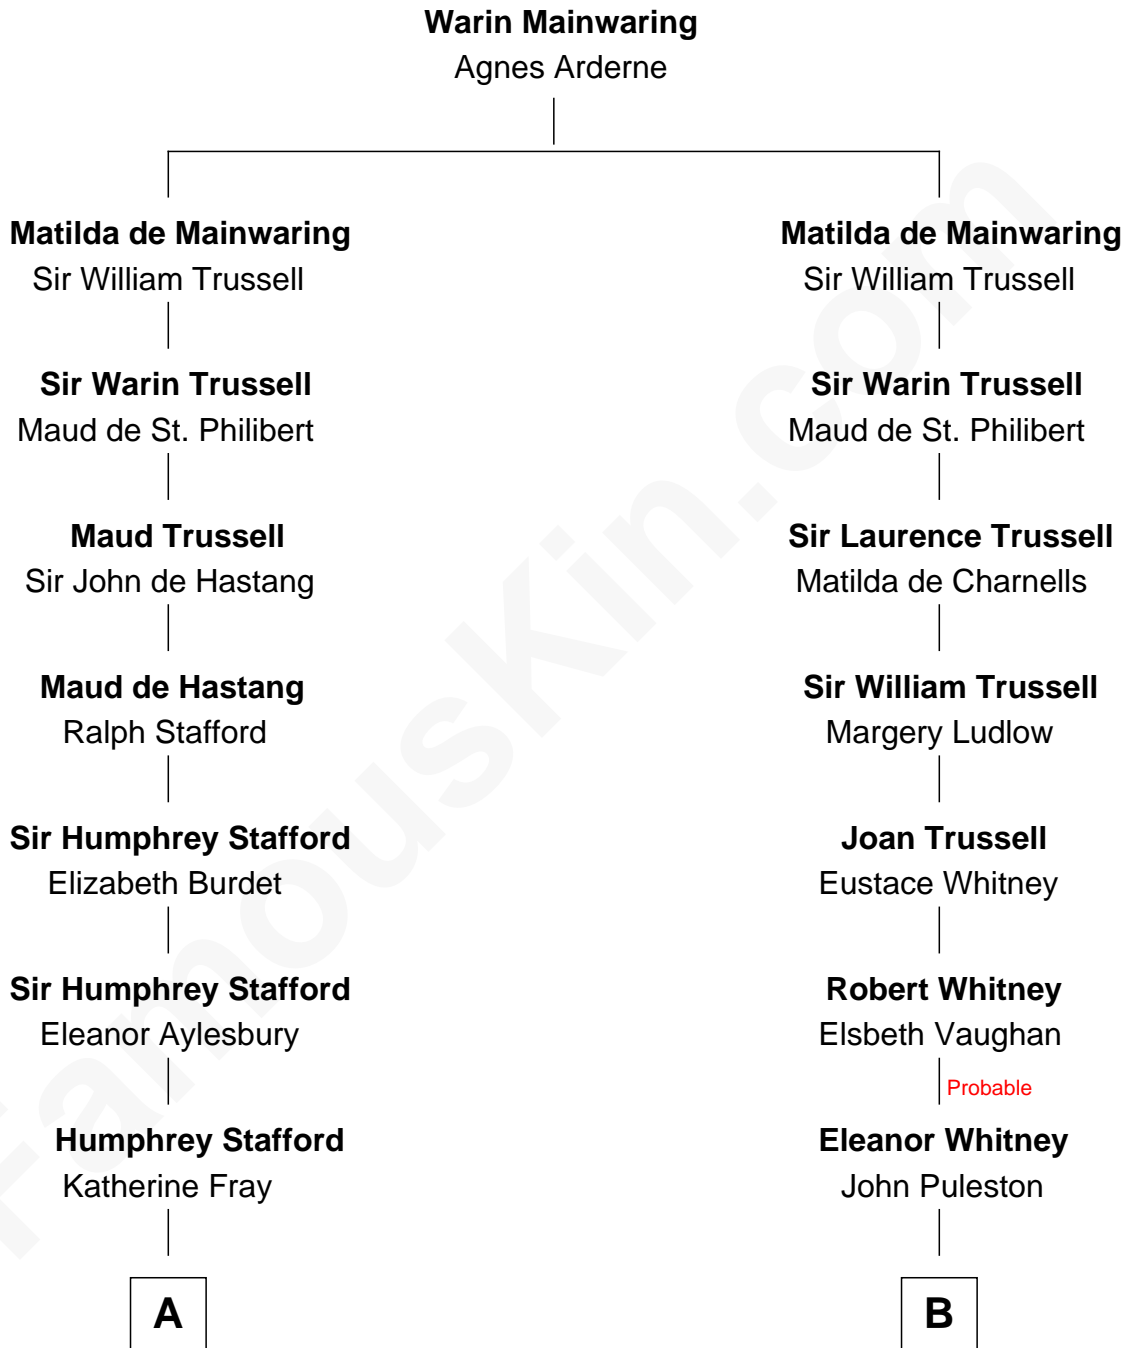 Warin Mainwaring
Agnes Arderne
Matilda de Mainwaring
Sir William Trussell
Sir Warin Trussell
Maud de St. Philibert
Maud Trussell
Sir John de Hastang
Maud de Hastang
Ralph Stafford
Sir Humphrey Stafford
Elizabeth Burdet
Sir Humphrey Stafford
Eleanor Aylesbury
Humphrey Stafford
Katherine Fray
A
Matilda de Mainwaring
Sir William Trussell
Sir Warin Trussell
Maud de St. Philibert
Sir Laurence Trussell
Matilda de Charnells
Sir William Trussell
Margery Ludlow
Joan Trussell
Eustace Whitney
Robert Whitney
Elsbeth Vaughan
Probable
Eleanor Whitney
John Puleston
B
FamousKin.com